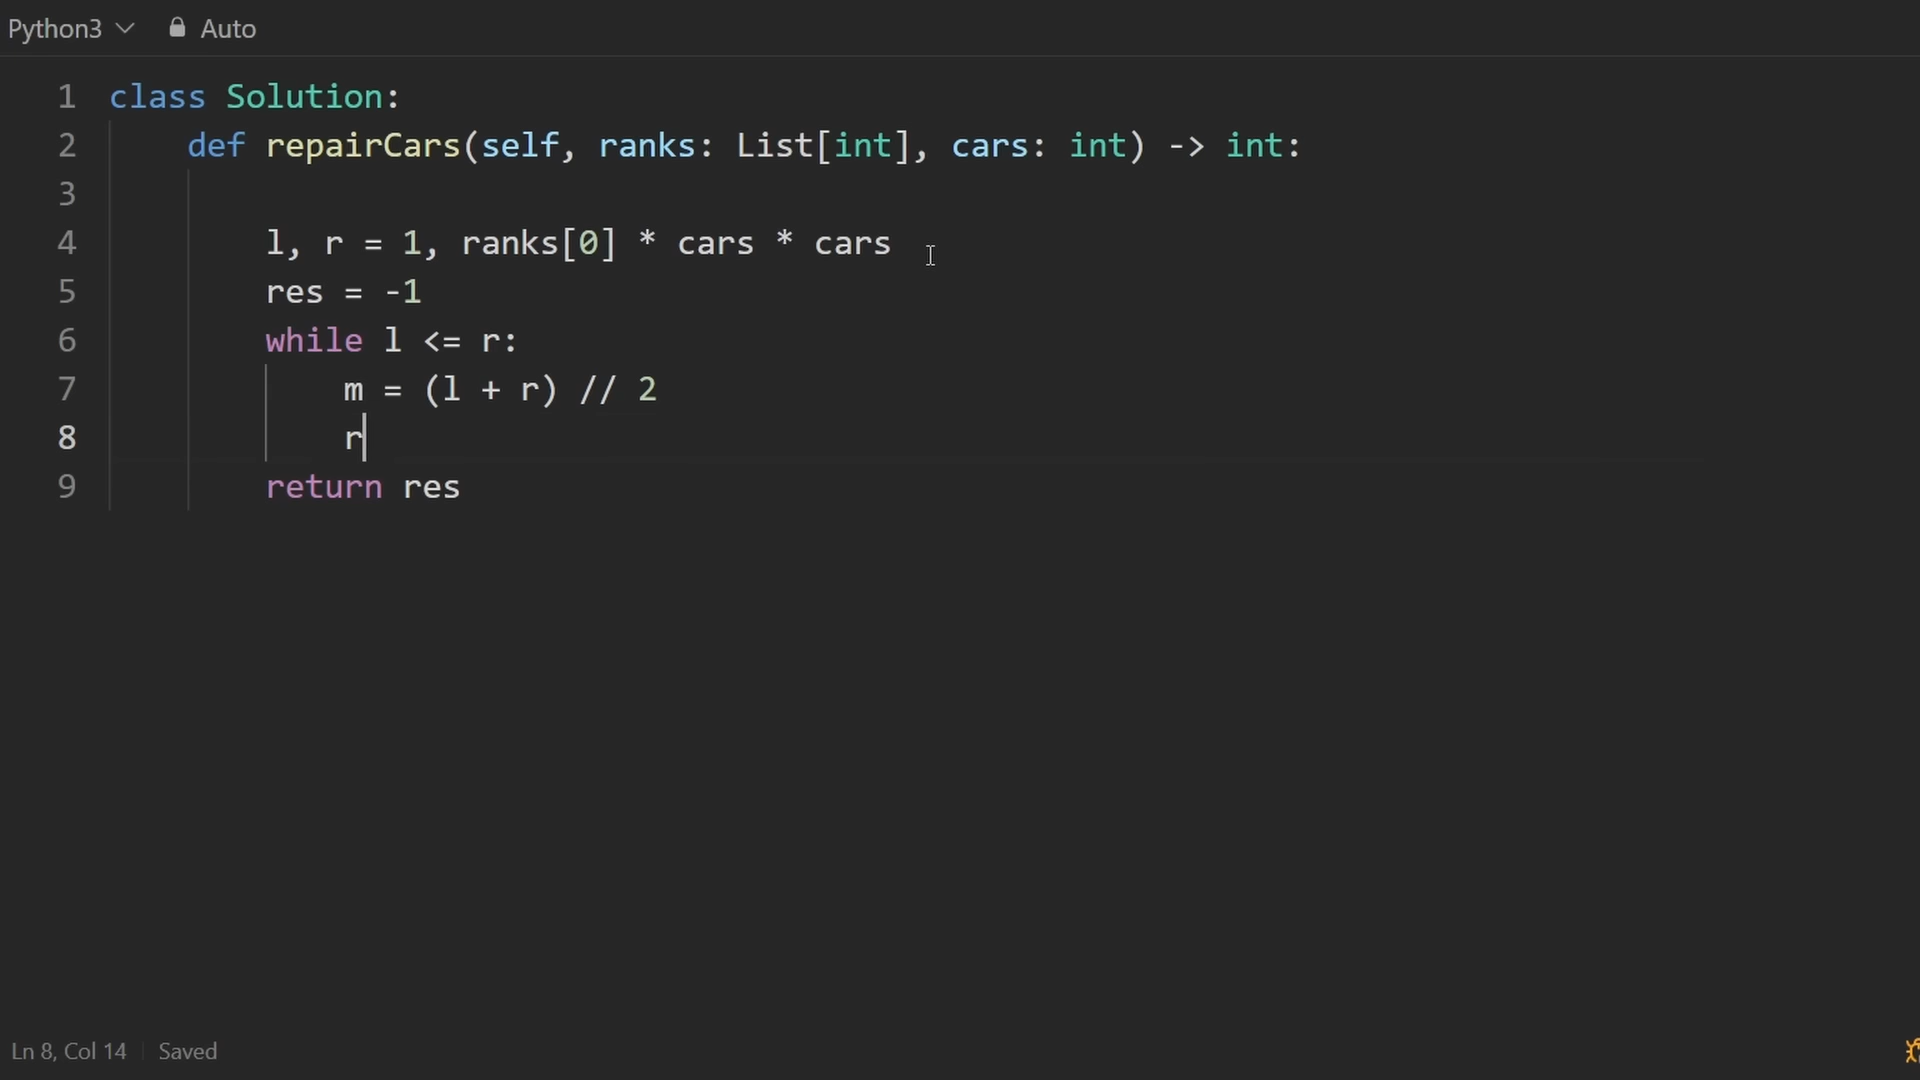 Python3 Auto
1 class Solution:
2     def repairCars(self, ranks: List[int], cars: int) -> int:
3
4         l, r = 1, ranks[0] * cars * cars
5         res = -1
6         while l <= r:
7             m = (l + r) // 2
8             r
9         return res
Ln 8, Col 14 Saved